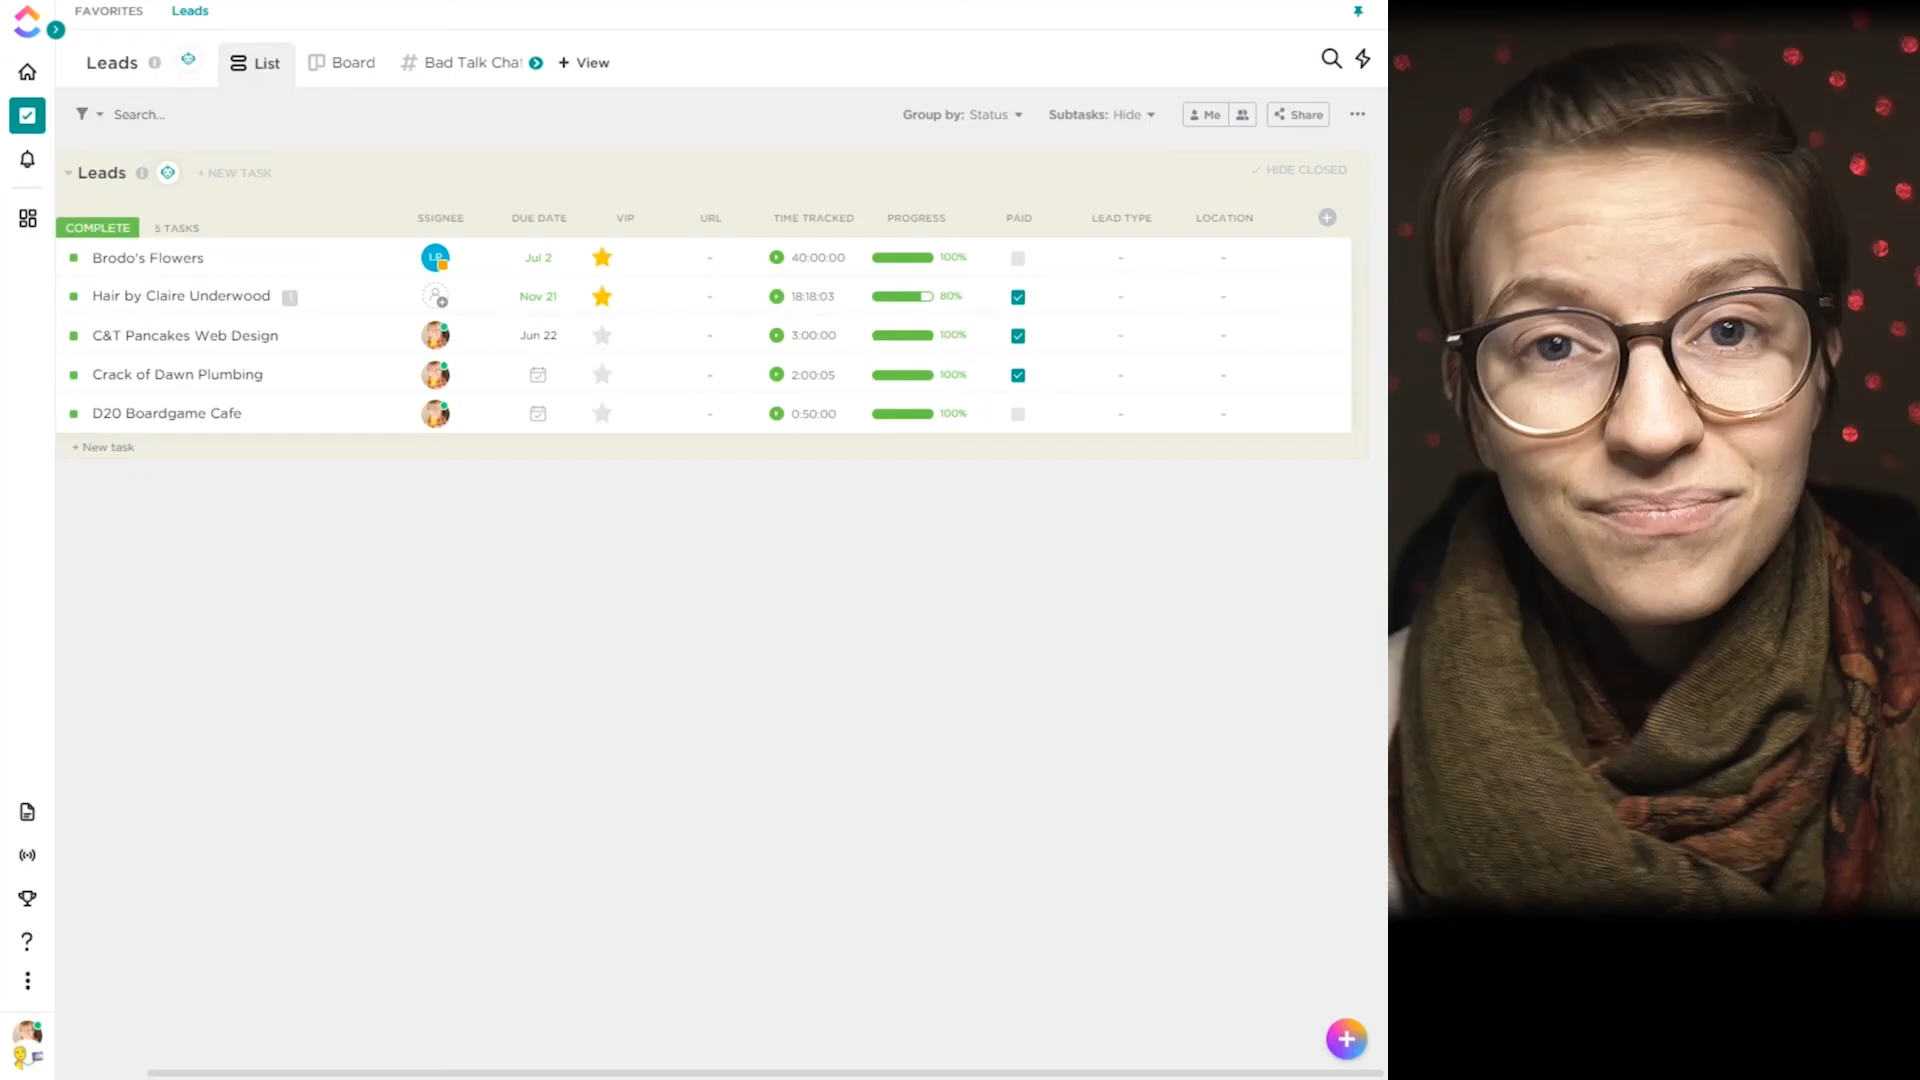 FAVORITES Leads
Leads List Board Bad Talk Chat + View
Search... Group by: Status Subtasks: Hide Me Share
Leads + NEW TASK HIDE CLOSED
COMPLETE 5 TASKS SSIGNEE DUE DATE VIP URL TIME TRACKED PROGRESS PAID LEAD TYPE LOCATION
Brodo's Flowers LP Jul 2 - 40:00:00 100% - -
Hair by Claire Underwood 1 Nov 21 - 18:18:03 80% - -
C&T Pancakes Web Design Jun 22 - 3:00:00 100% - -
Crack of Dawn Plumbing - 2:00:05 100% - -
D20 Boardgame Cafe - 0:50:00 100% - -
+ New task